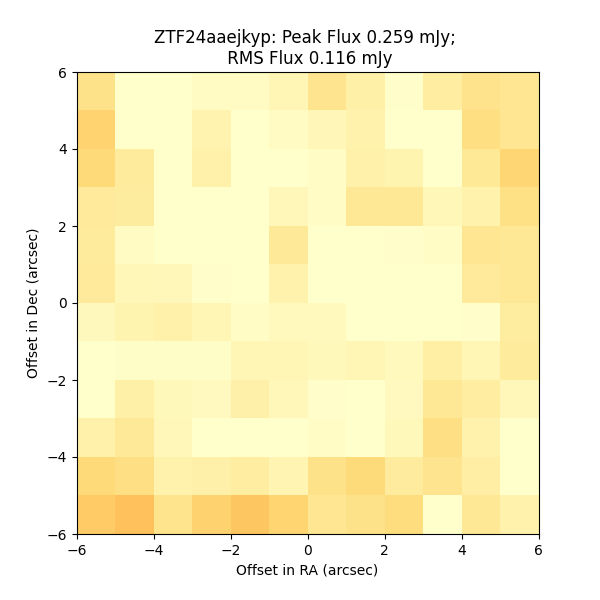 ZTF24aaejkyp: Peak Flux 0.259 mJy;
RMS Flux 0.116 mJy
6
4
2
0
−2
−4
−6
Offset in Dec (arcsec)
−6 −4 −2 0 2 4 6
Offset in RA (arcsec)